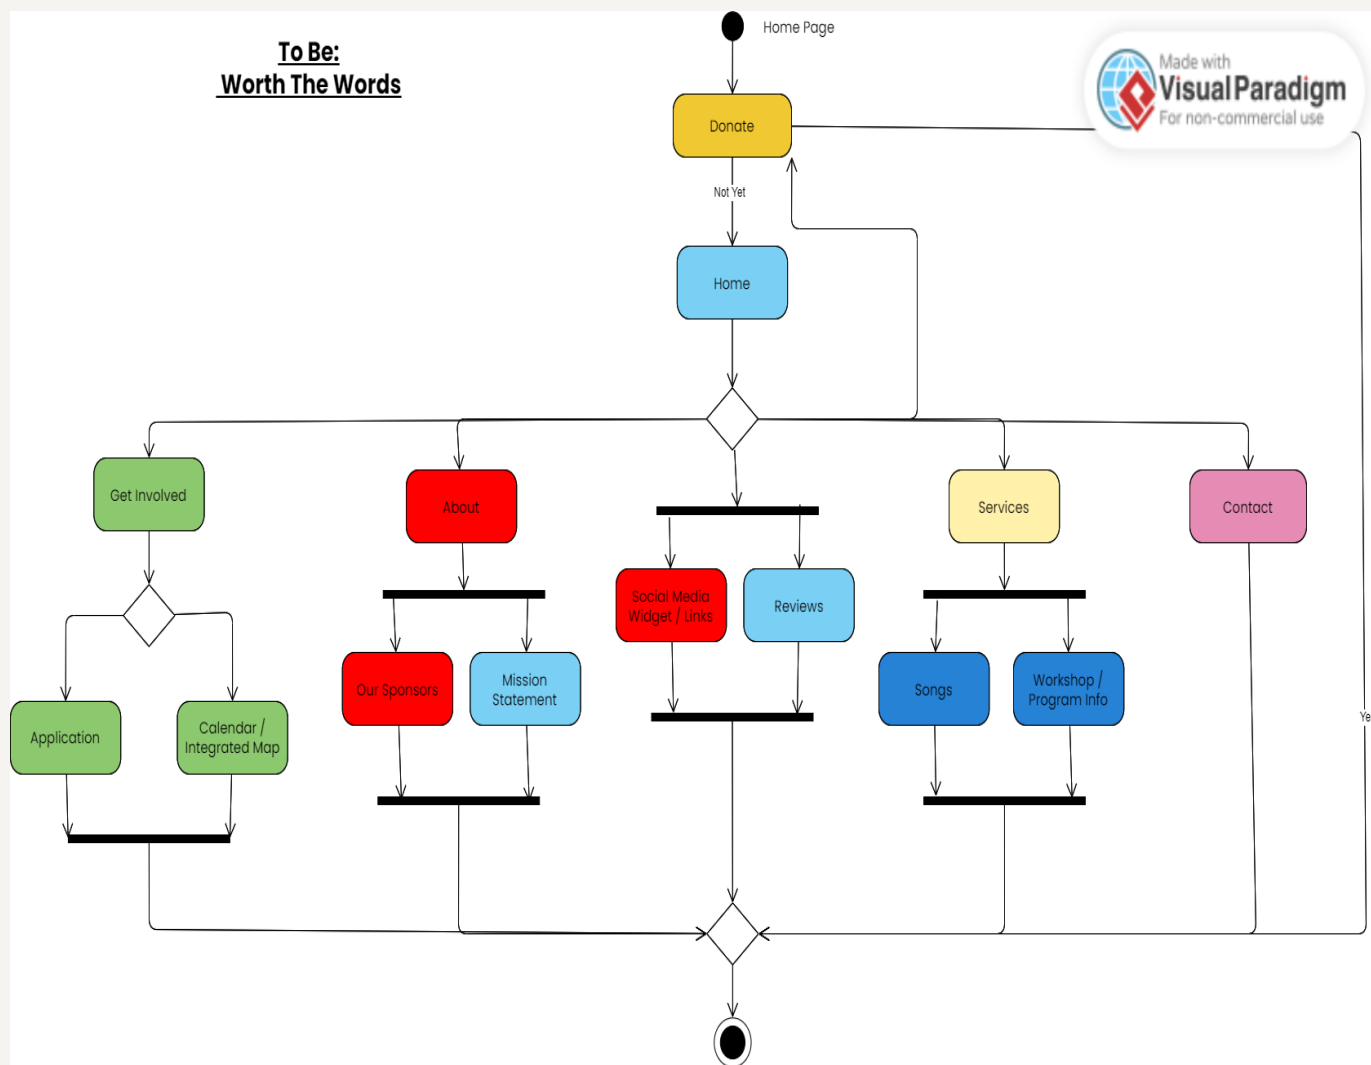 To Be:
Worth The Words
Home Page
Made with
Visual Paradigm
For non-commercial use
Donate
Not Yet
Home
Get Involved
About
Services
Contact
Social Media
Widget / Links
Reviews
Our Sponsors
Mission
Statement
Songs
Workshop /
Program Info
Application
Calendar /
Integrated Map
Ye